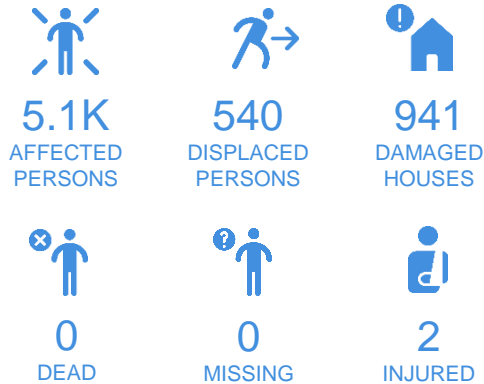 5.1K 540 941
AFFECTED PERSONS DISPLACED PERSONS DAMAGED HOUSES
0 0 2
DEAD MISSING INJURED